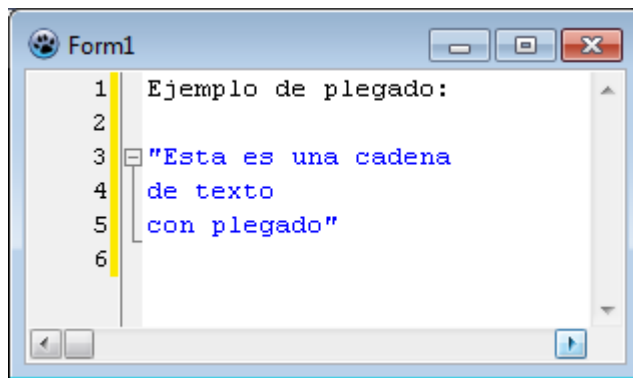 Form1
1 Ejemplo de plegado:
2
3 "Esta es una cadena
4 de texto
5 con plegado"
6